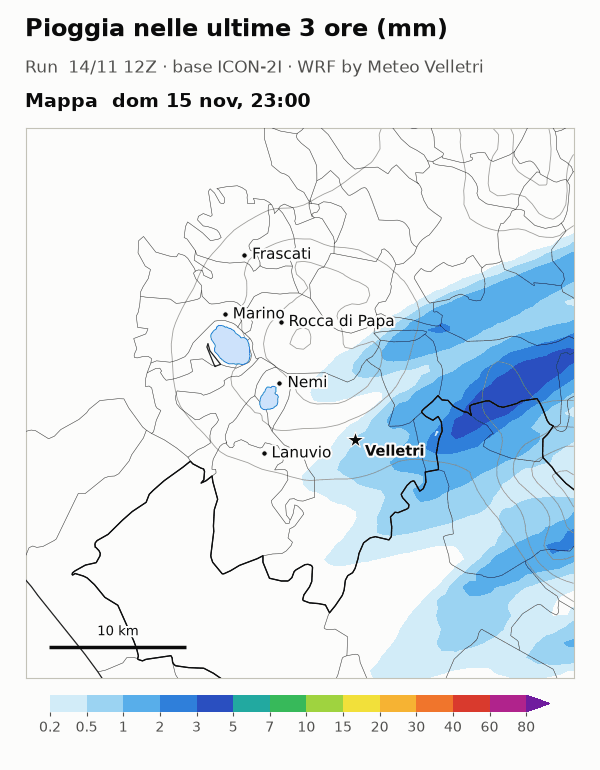 Pioggia nelle ultime 3 ore (mm)
Run 14/11 12Z · base ICON-2I · WRF by Meteo Velletri
Mappa dom 15 nov, 23:00
Frascati
Marino
Rocca di Papa
Nemi
Velletri
Lanuvio
10 km
0.2 0.5 1 2 3 5 7 10 15 20 30 40 60 80